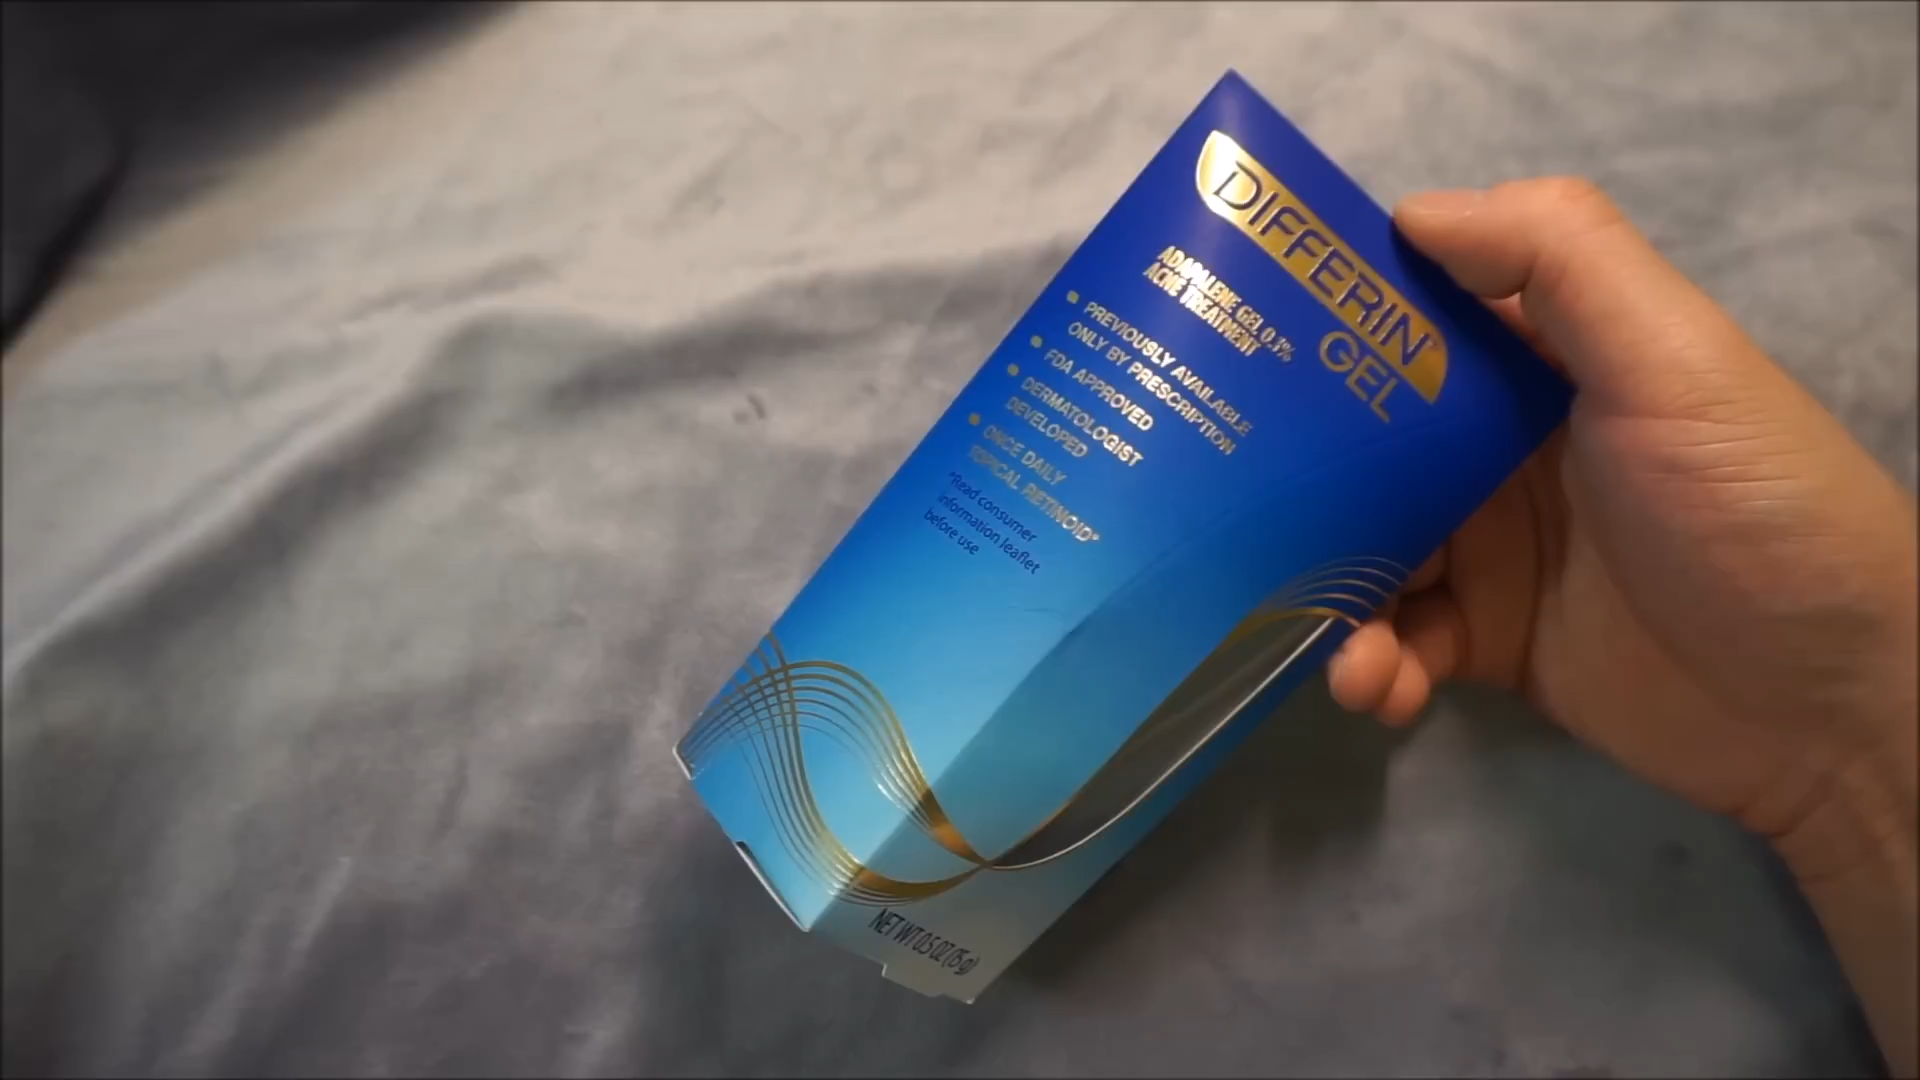 DIFFERIN®
GEL
ADAPALENE GEL 0.1%
ACNE TREATMENT
PREVIOUSLY AVAILABLE
ONLY BY PRESCRIPTION
FDA APPROVED
DERMATOLOGIST
DEVELOPED
ONCE DAILY
TOPICAL RETINOID*
*Read consumer
information leaflet
before use
NET WT 0.5 OZ (15 g)